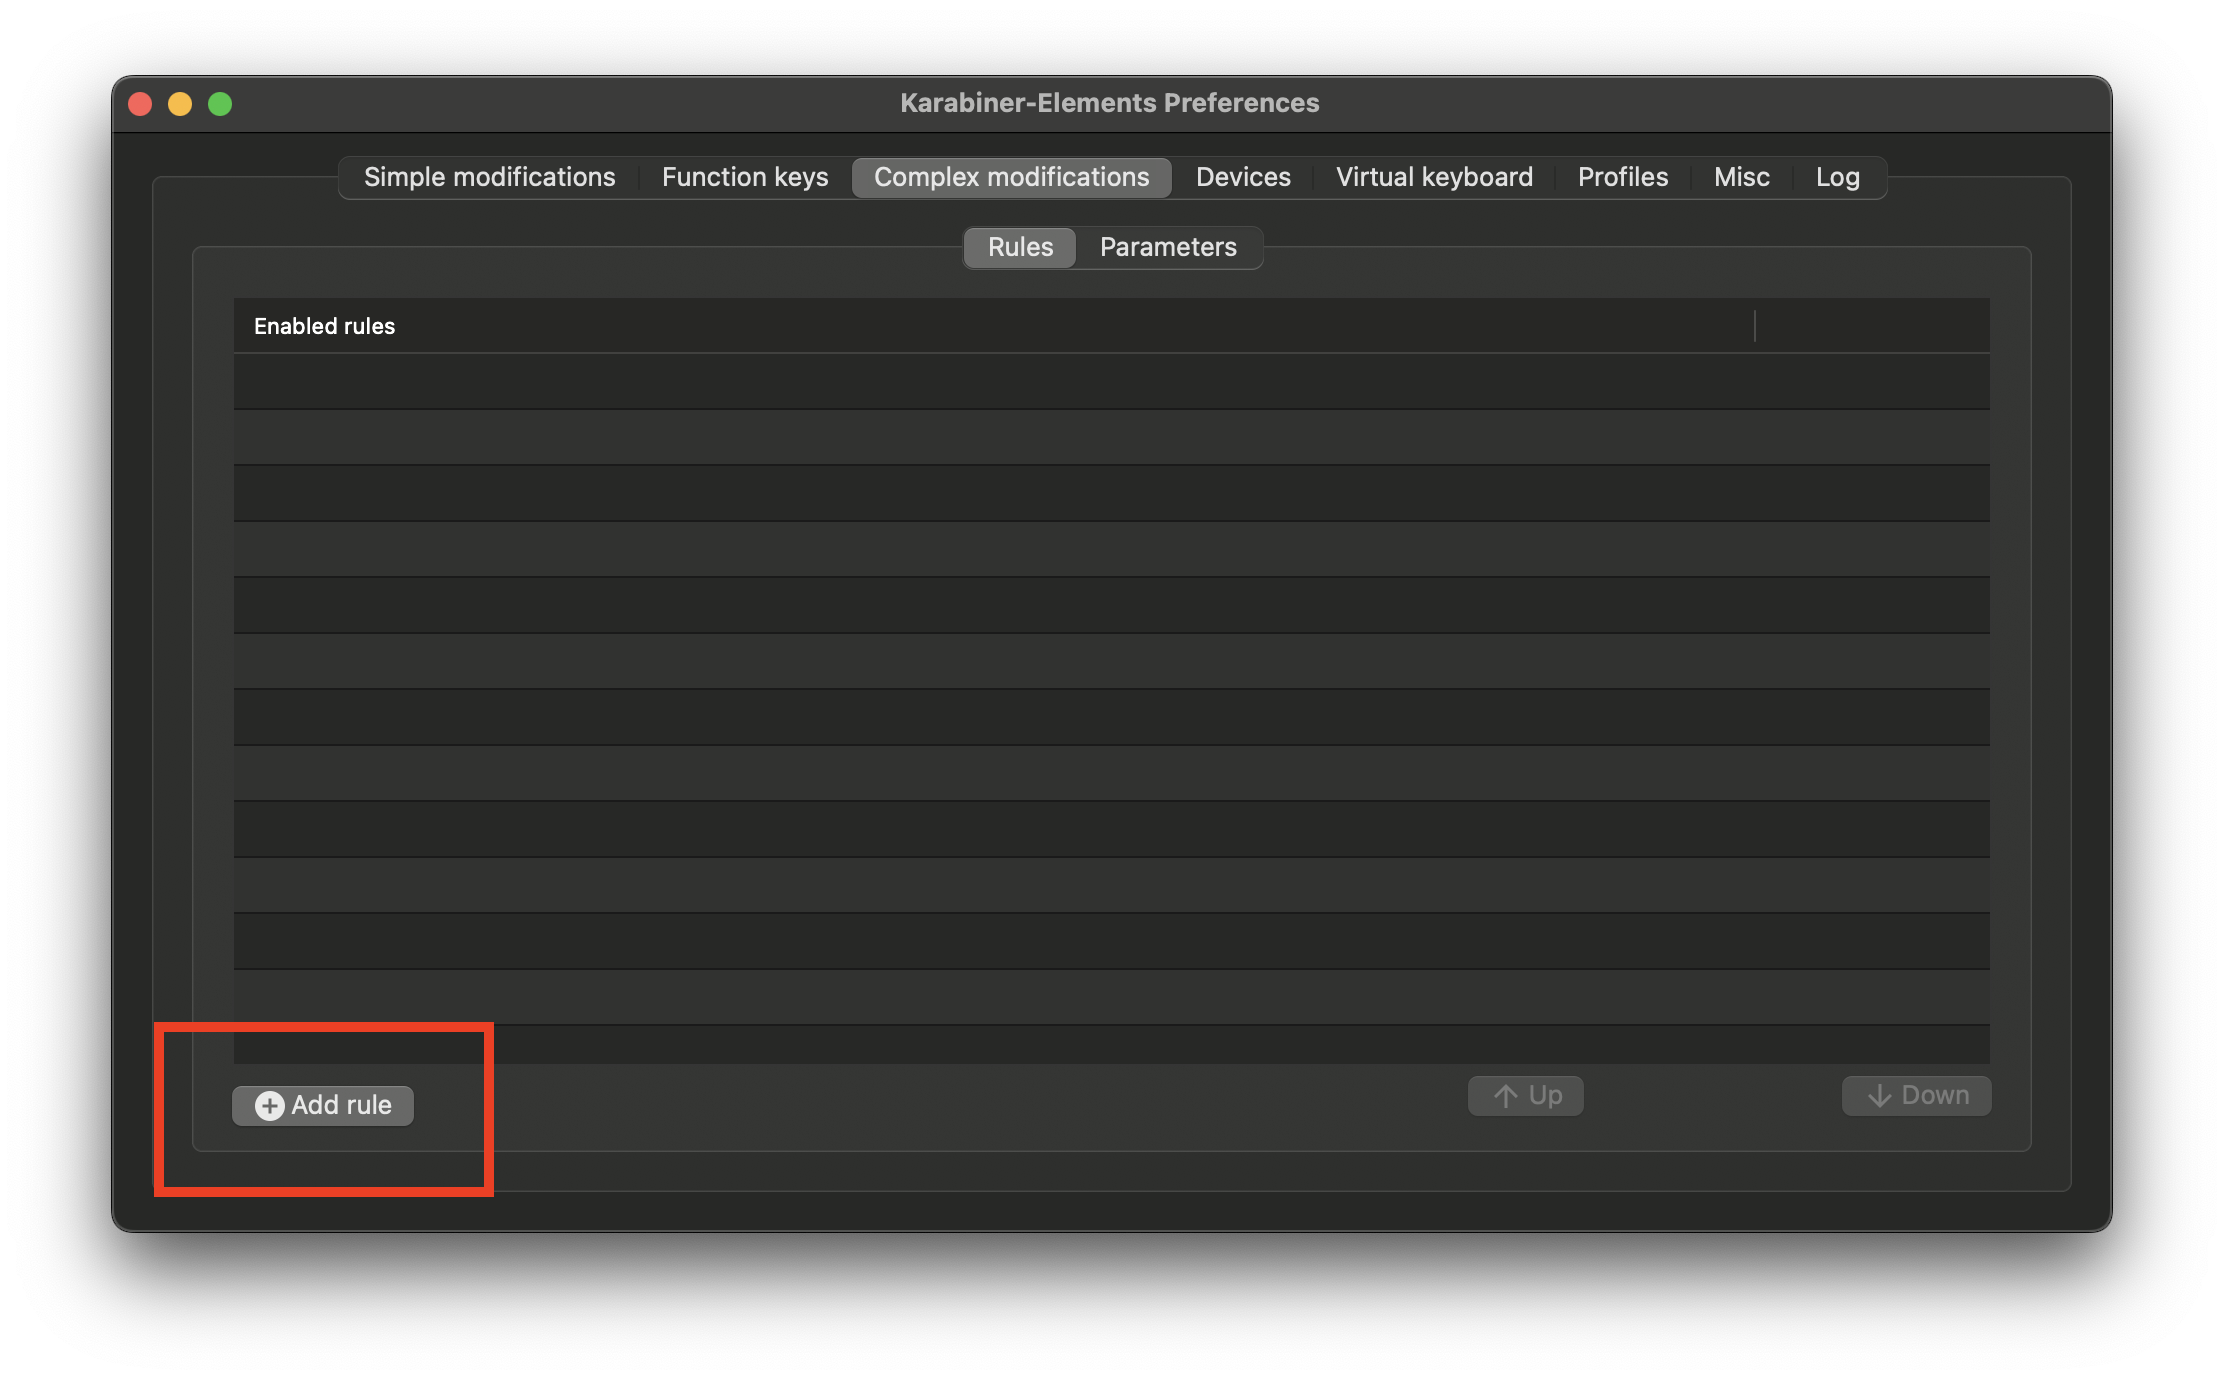 Karabiner-Elements Preferences
Simple modifications Function keys Complex modifications Devices Virtual keyboard Profiles Misc Log
Rules Parameters
Enabled rules
Add rule Up Down